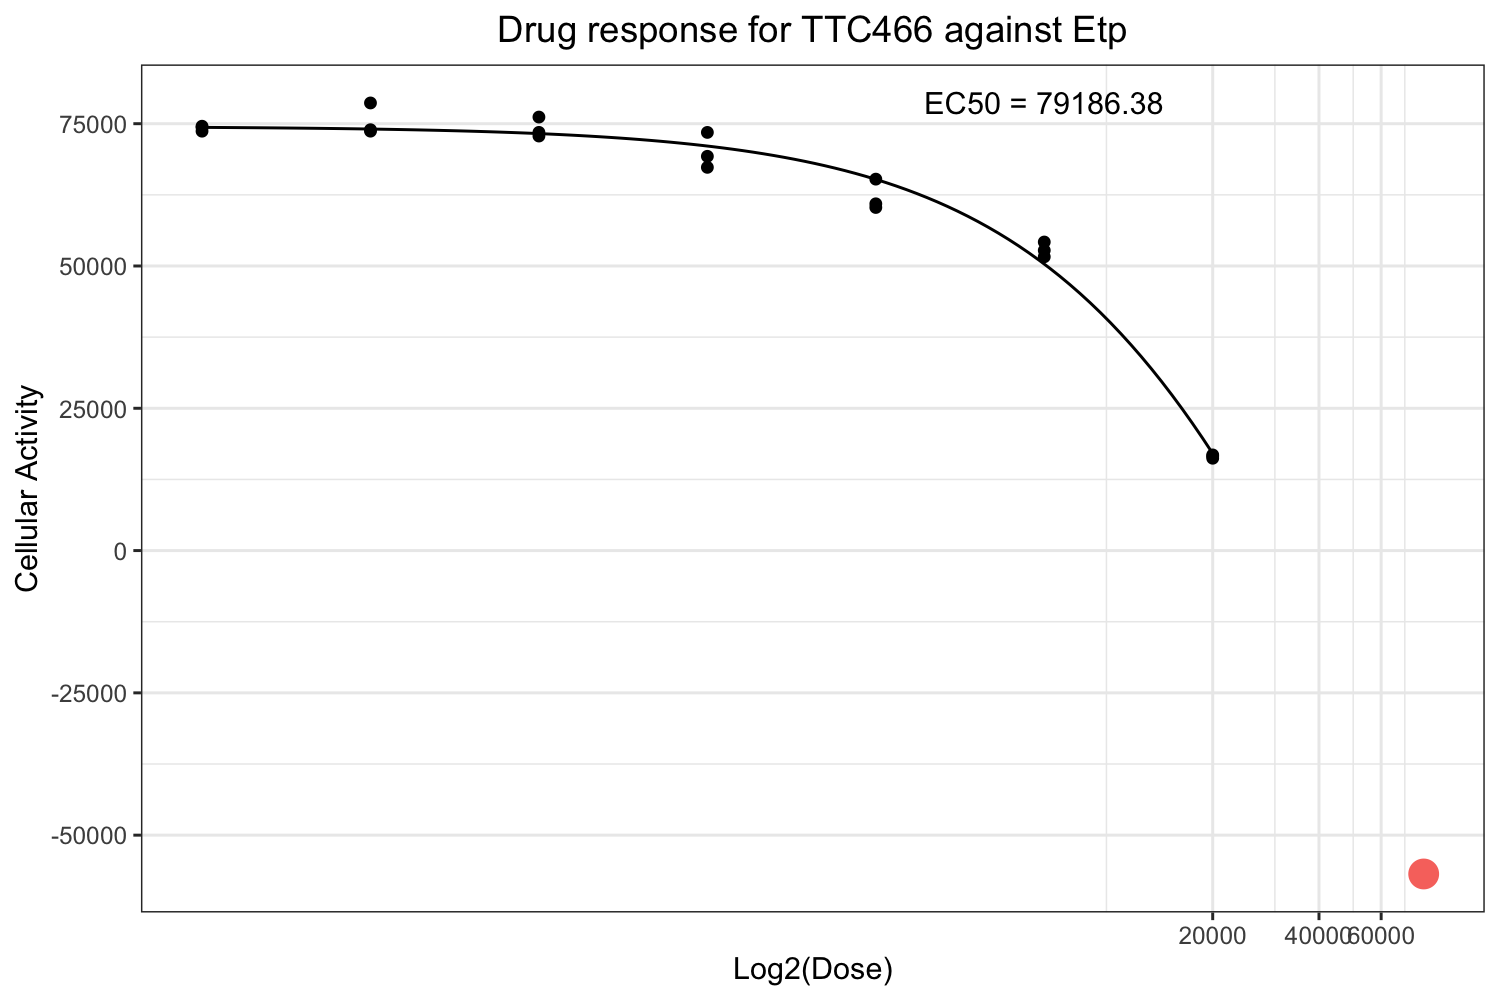 Drug response for TTC466 against Etp
EC50 = 79186.38
75000
50000
25000
0
-25000
-50000
Cellular Activity
20000
40000
60000
Log2(Dose)